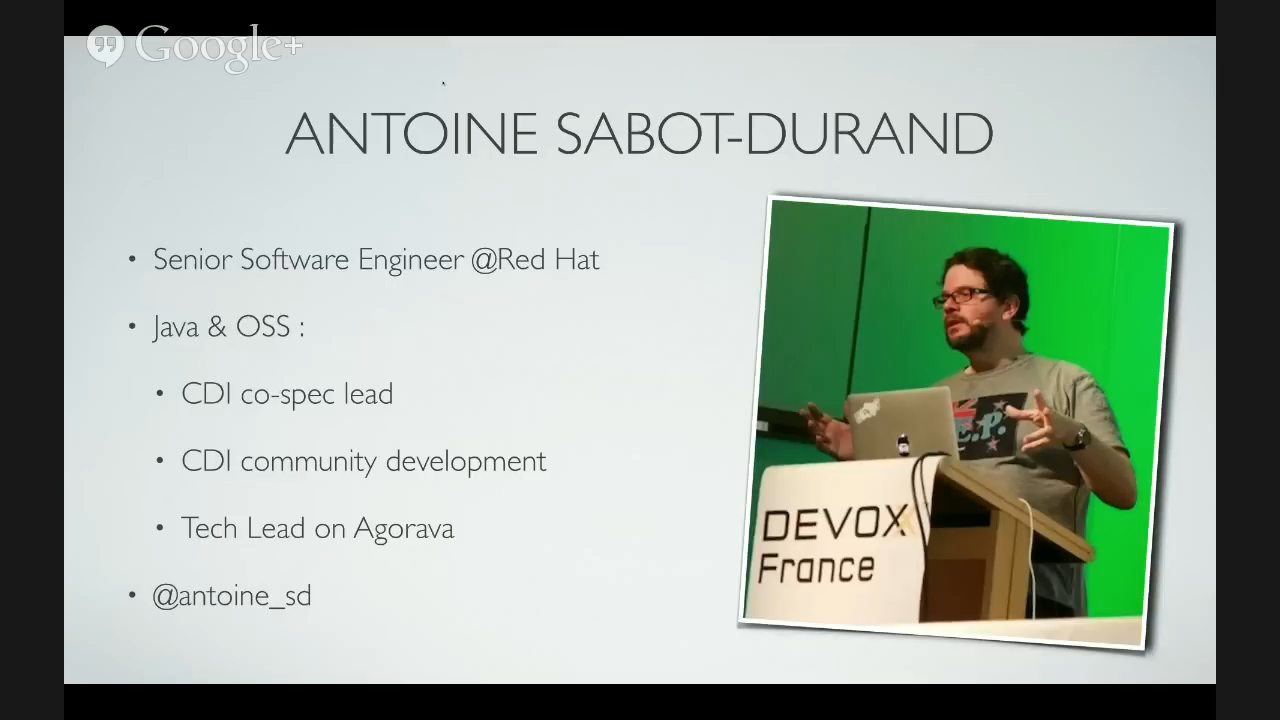 Google+
ANTOINE SABOT-DURAND
• Senior Software Engineer @Red Hat
• Java & OSS :
• CDI co-spec lead
• CDI community development
• Tech Lead on Agorava
• @antoine_sd
E.P.
DEVOXX
France